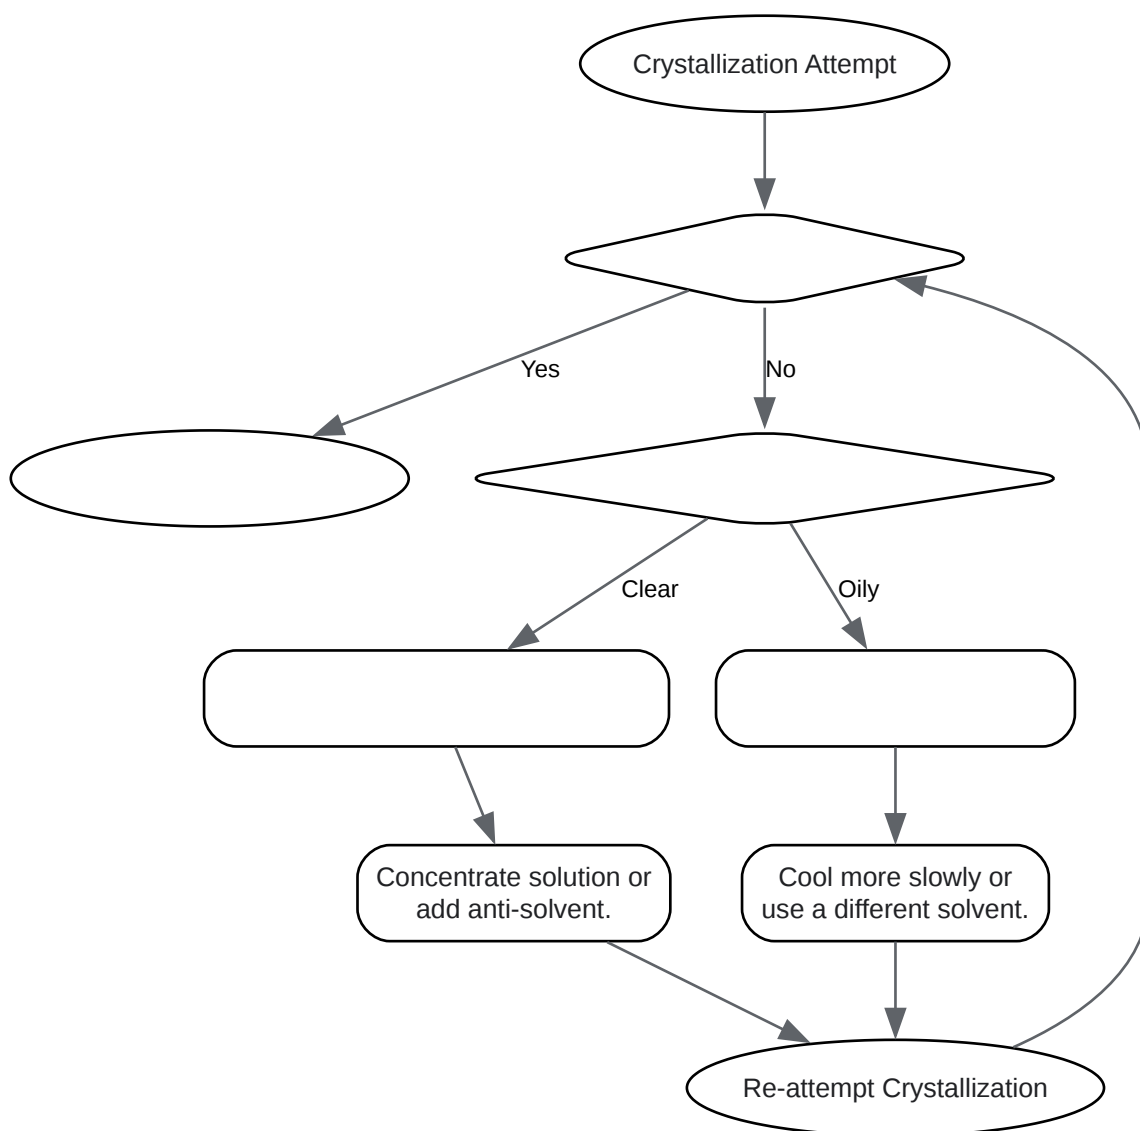 Crystallization Attempt
Yes
No
Clear
Oily
Concentrate solution or
add anti-solvent.
Cool more slowly or
use a different solvent.
Re-attempt Crystallization